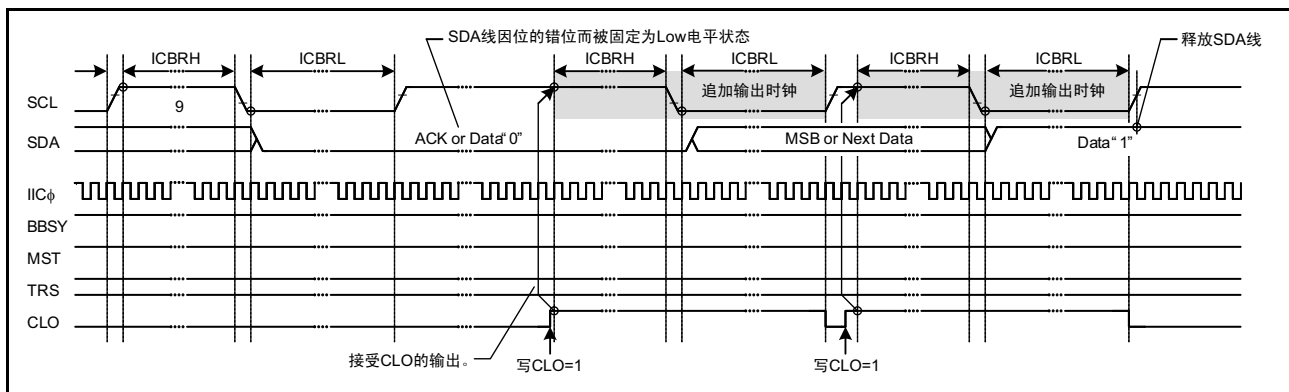 SDA线因位的错位而被固定为Low电平状态
释放SDA线
ICBRH
ICBRL
ICBRH
ICBRL
ICBRH
ICBRL
SCL
9
追加输出时钟
追加输出时钟
SDA
ACK or Data“0”
MSB or Next Data
Data“1”
IICφ
BBSY
MST
TRS
CLO
接受CLO的输出。
写CLO=1
写CLO=1